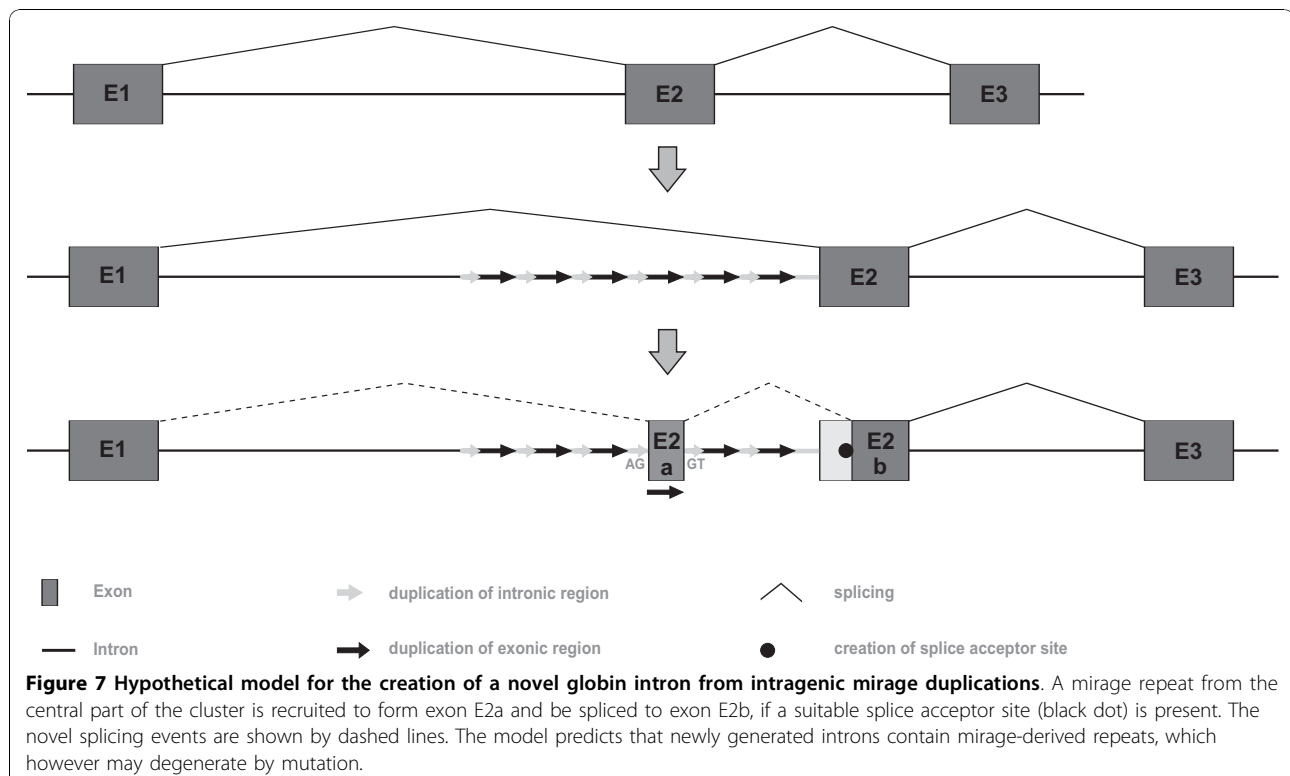 E1 E2 E3
E1 E2 E3
E1 E2 E2 E3
AG a GT b
Exon duplication of intronic region splicing
Intron duplication of exonic region creation of splice acceptor site
Figure 7 Hypothetical model for the creation of a novel globin intron from intragenic mirage duplications. A mirage repeat from the
central part of the cluster is recruited to form exon E2a and be spliced to exon E2b, if a suitable splice acceptor site (black dot) is present. The
novel splicing events are shown by dashed lines. The model predicts that newly generated introns contain mirage-derived repeats, which
however may degenerate by mutation.